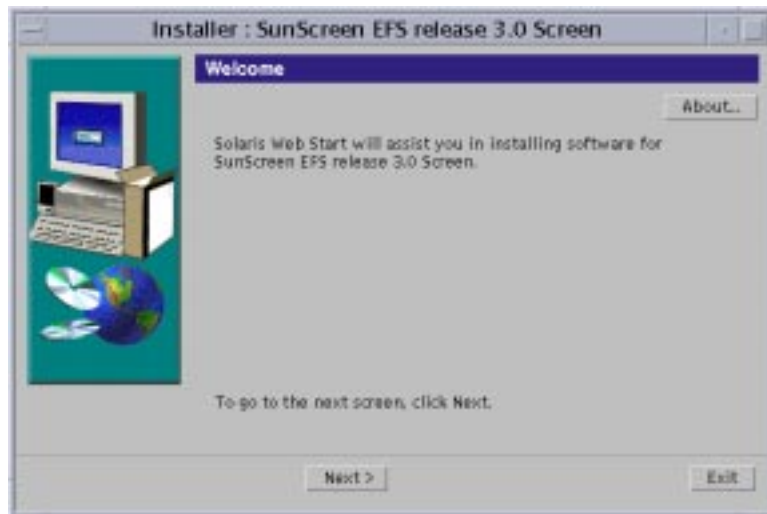 Installer : SunScreen EFS release 3.0 Screen
Welcome
About..
Solaris Web Start will assist you in installing software for
SunScreen EFS release 3.0 Screen.
To go to the next screen, click Next.
Next >
Exit